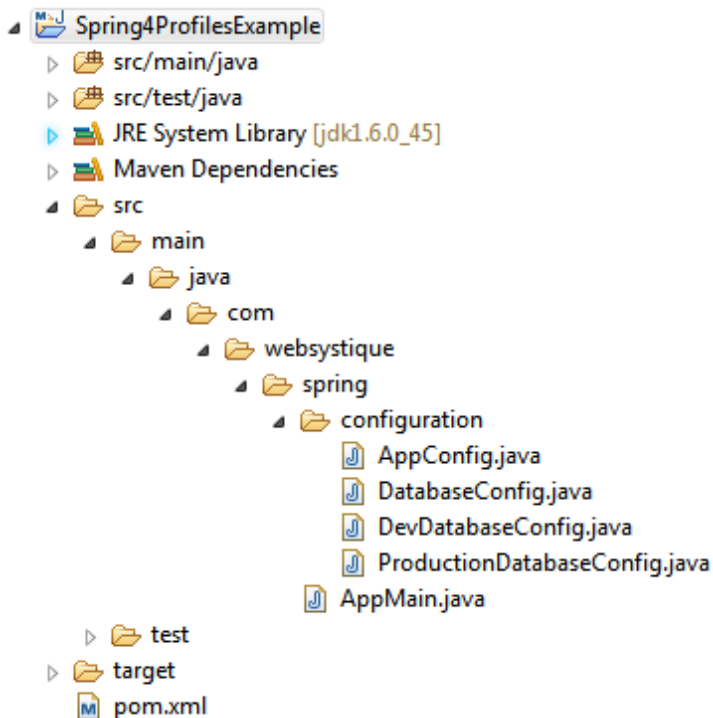 Spring4ProfilesExample
src/main/java
src/test/java
JRE System Library [jdk1.6.0_45]
Maven Dependencies
src
main
java
com
websystique
spring
configuration
AppConfig.java
DatabaseConfig.java
DevDatabaseConfig.java
ProductionDatabaseConfig.java
AppMain.java
test
target
pom.xml